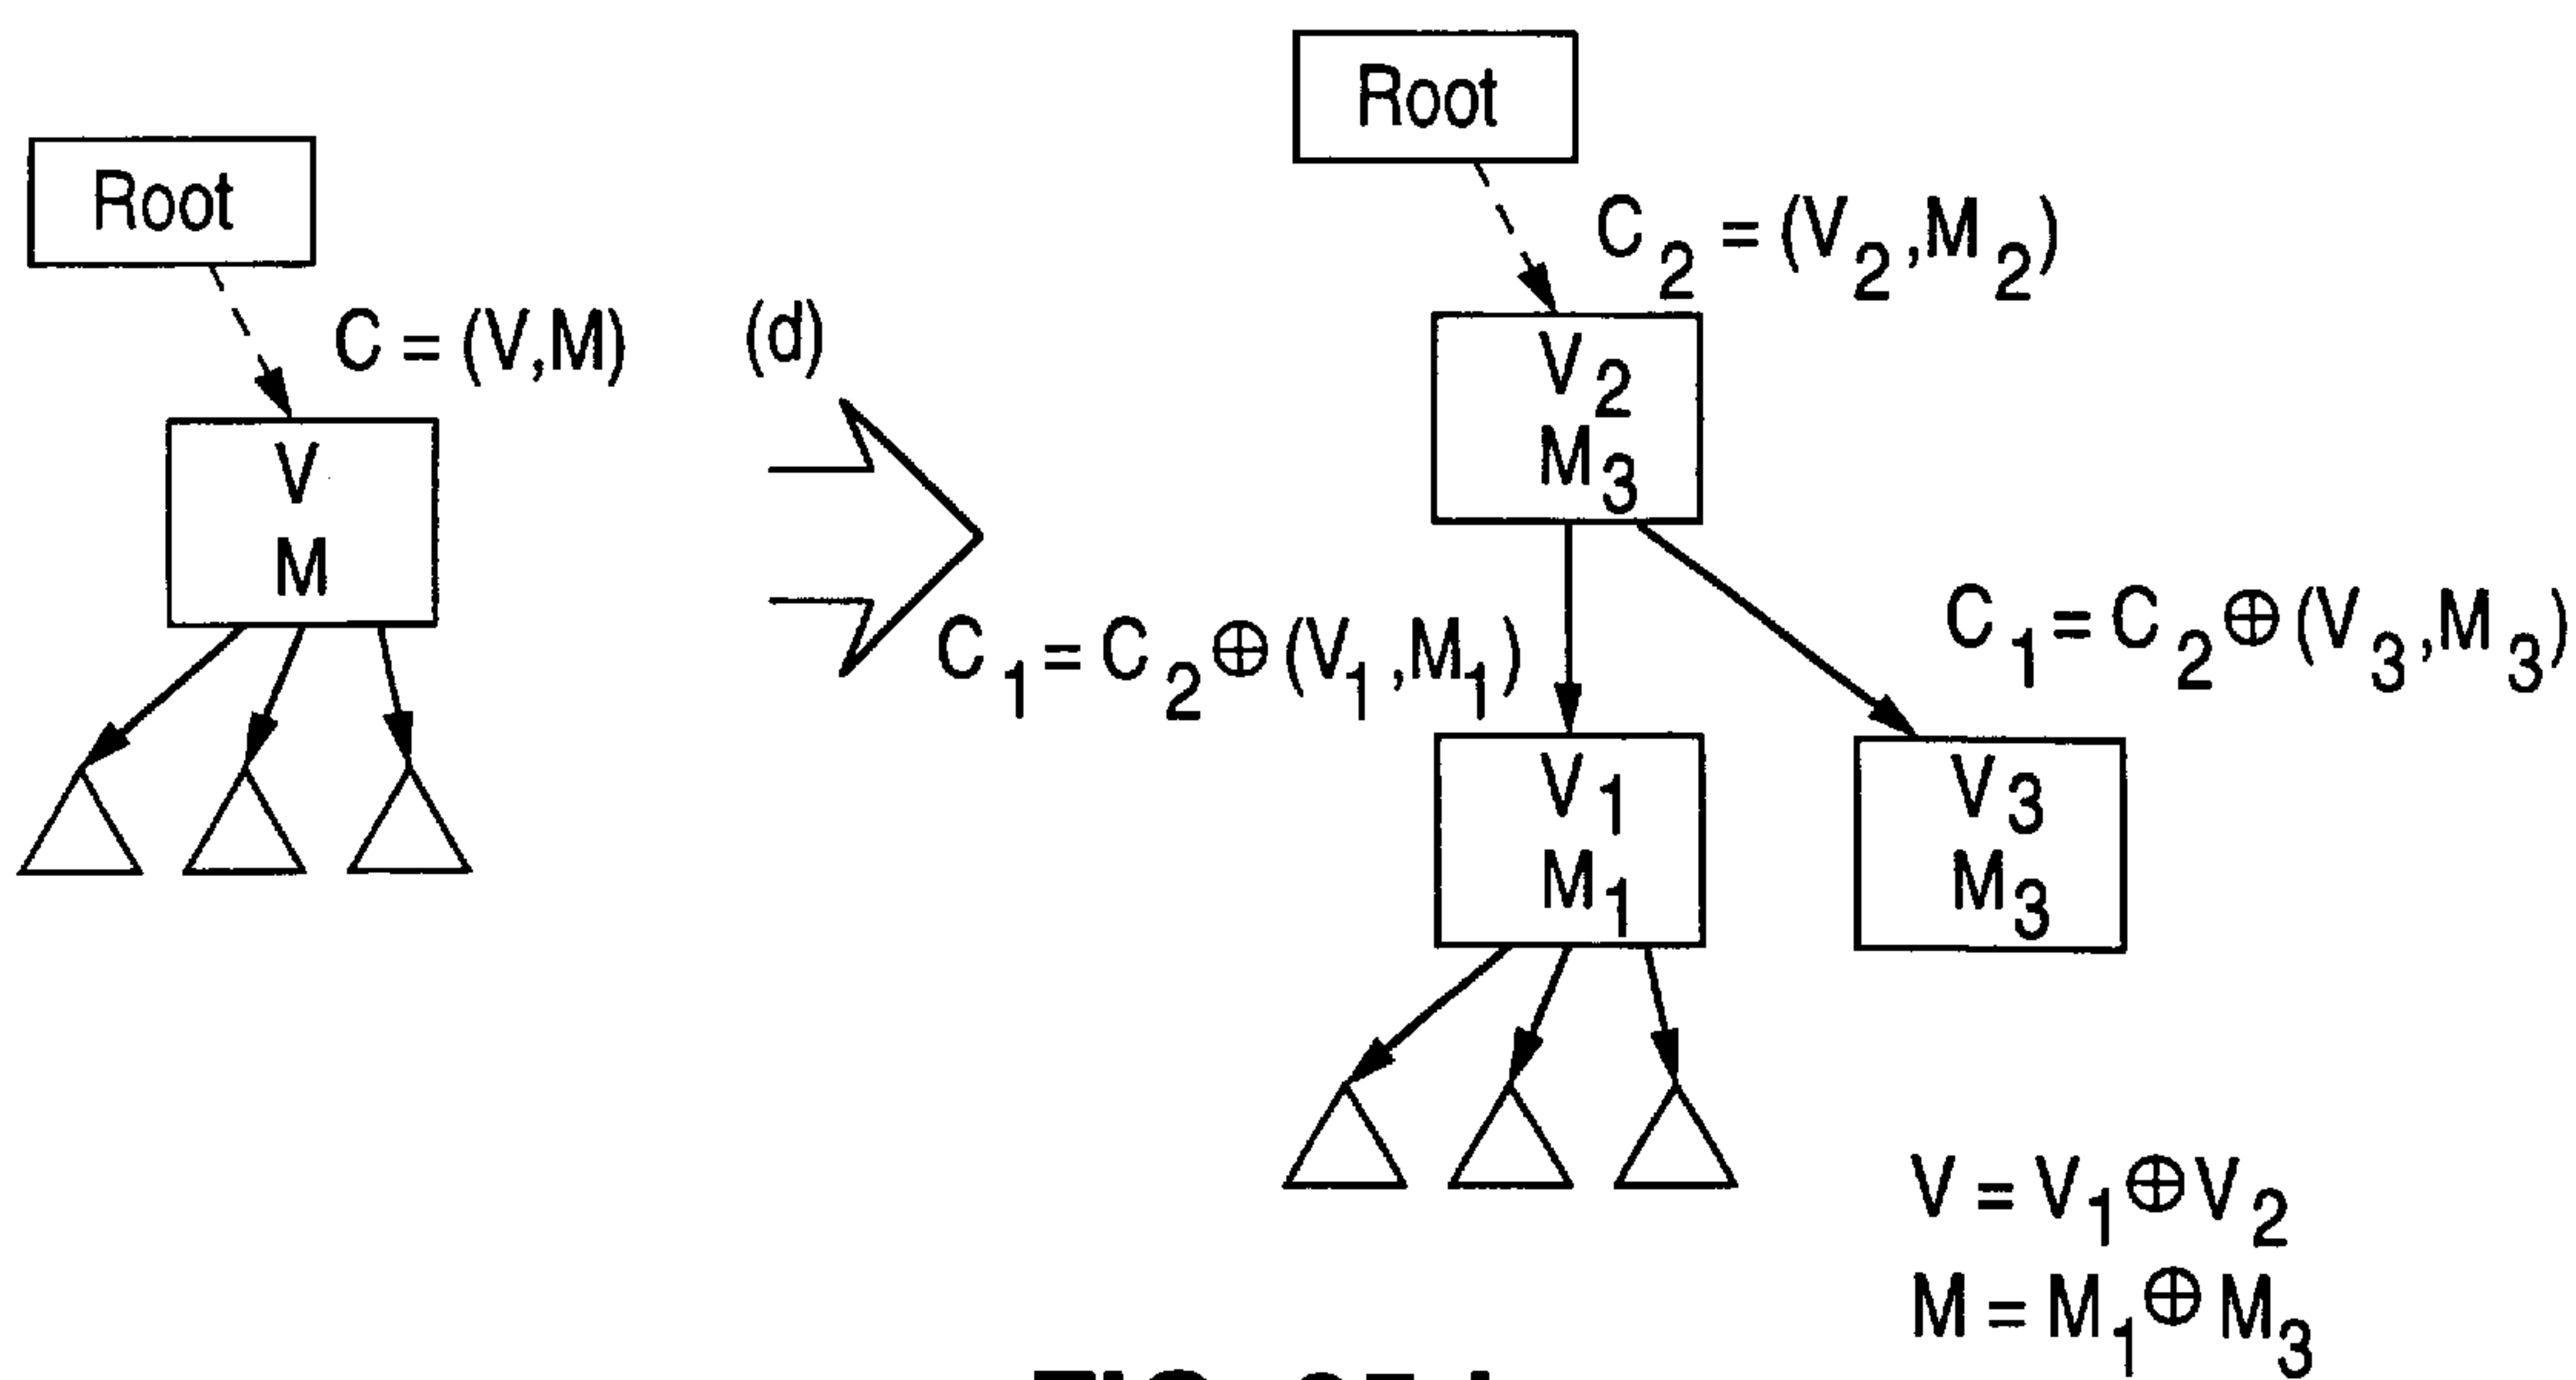 Root
C = (V,M)
V
M
(d)
Root
C₂ = (V₂,M₂)
V₂
M₃
C₁ = C₂⊕(V₁,M₁)
C₁ = C₂⊕(V₃,M₃)
V₁
M₁
V₃
M₃
V = V₁⊕V₂
M = M₁⊕M₃